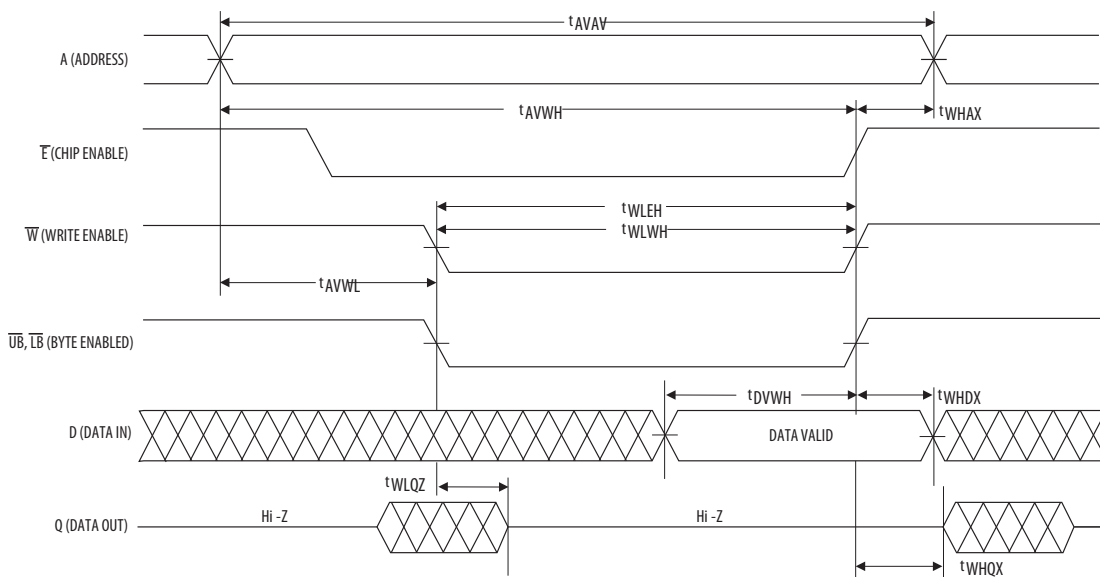 tAVAV
A (ADDRESS)
tAVWH
tWHAX
E (CHIP ENABLE)
tWLEH
W (WRITE ENABLE)
tWLWH
tAVWL
UB, LB (BYTE ENABLED)
tDVWH
tWHDX
D (DATA IN)
DATA VALID
tWLQZ
Q (DATA OUT)
Hi -Z
Hi -Z
tWHQX